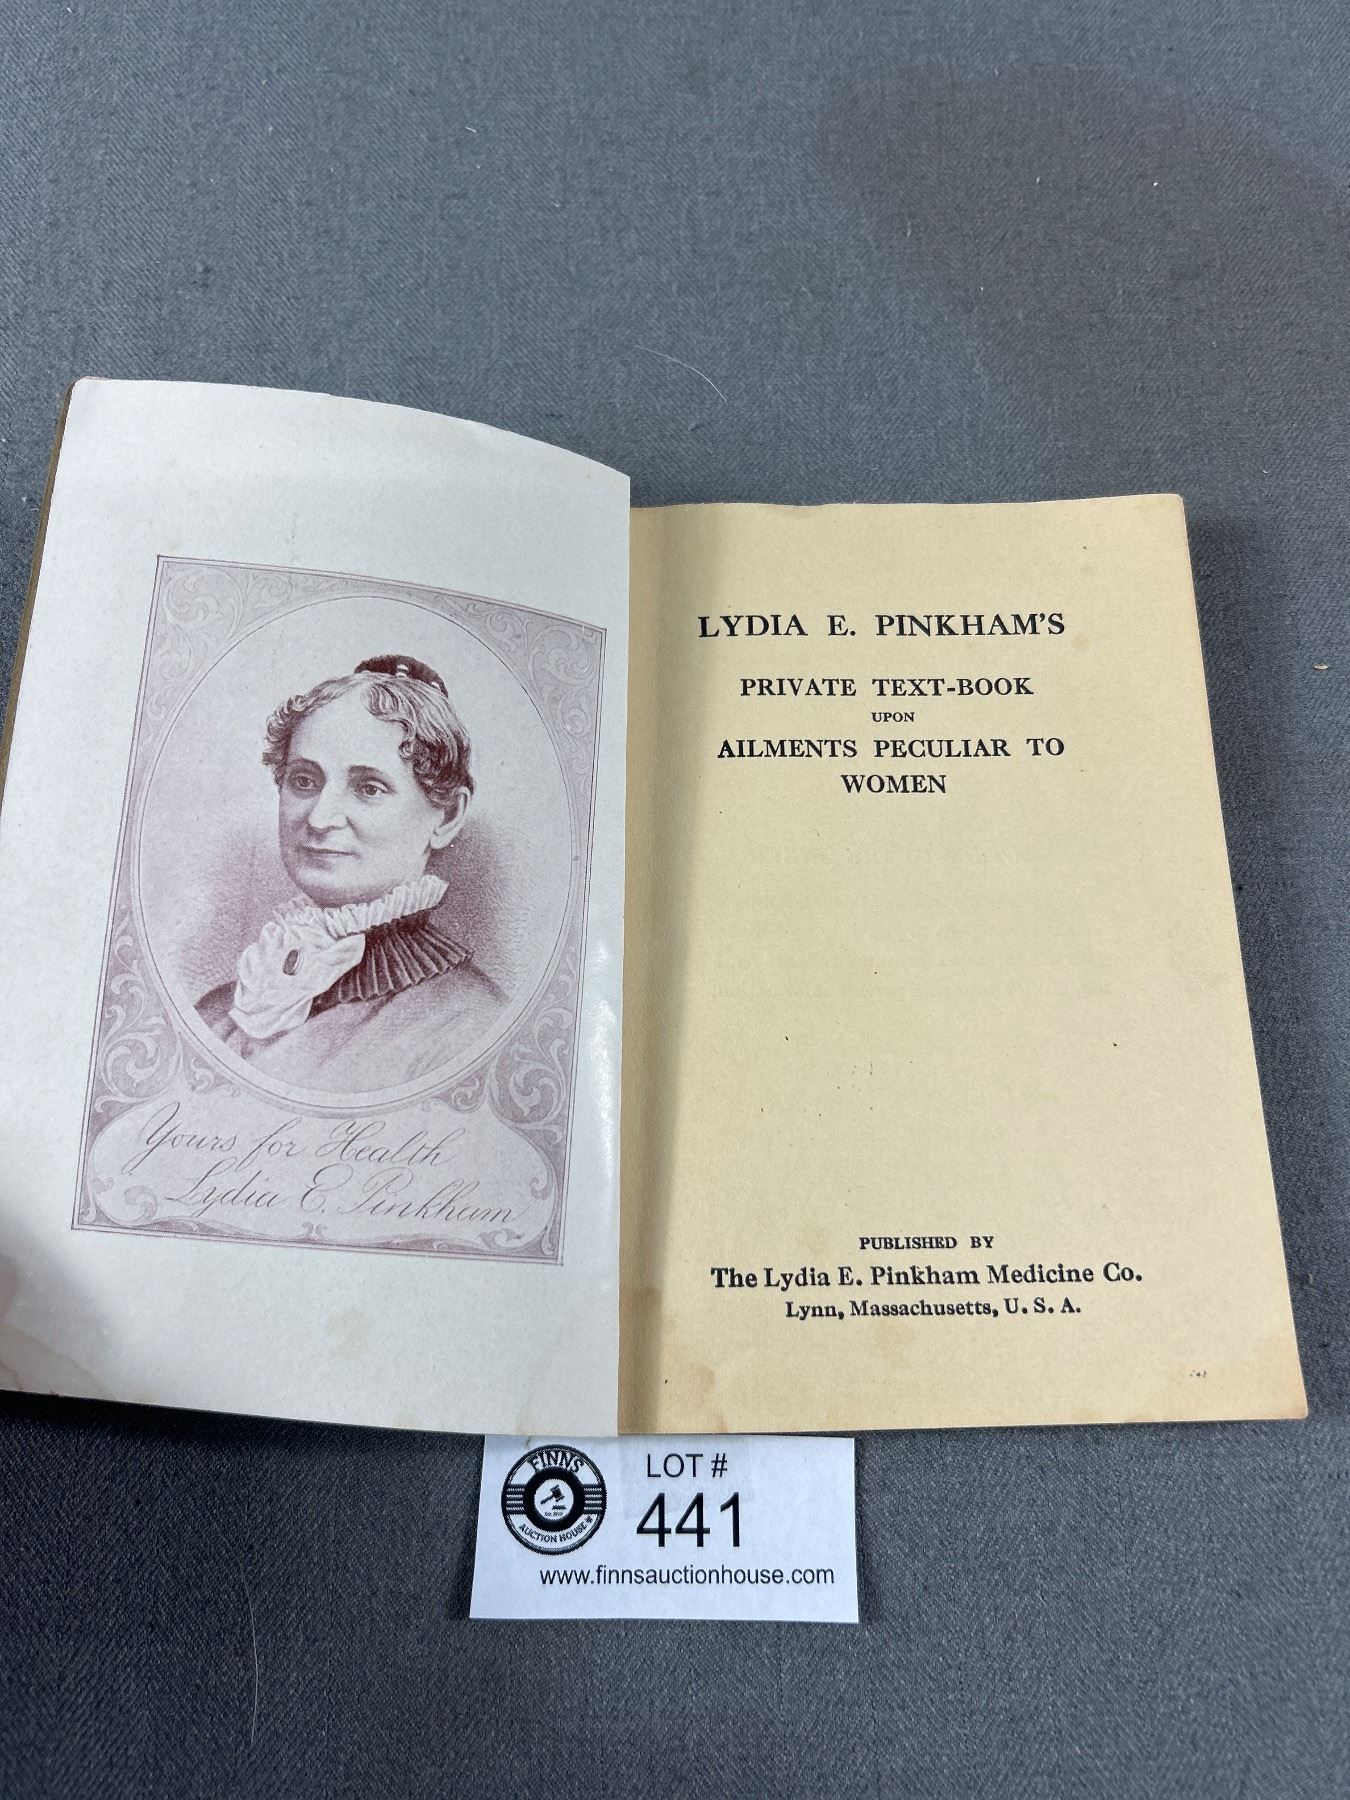 Yours for Health
Lydia E. Pinkham
LYDIA E. PINKHAM'S
PRIVATE TEXT-BOOK
UPON
AILMENTS PECULIAR TO
WOMEN
PUBLISHED BY
The Lydia E. Pinkham Medicine Co.
Lynn, Massachusetts, U. S. A.
FINNS
AUCTION HOUSE
LOT #
441
www.finnsauctionhouse.com